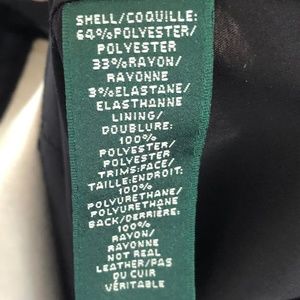 SHELL/COQUILLE:
64%POLYESTER/
POLYESTER
33%RAYON/
RAYONNE
3%ELASTANE/
ELASTHANNE
LINING/
DOUBLURE:
100%
POLYESTER/
POLYESTER
TRIMS:FACE/
TAILLE:ENDROIT:
100%
POLYURETHANE/
POLYURETHANE
BACK/DERRIÈRE:
100%
RAYON/
RAYONNE
NOT REAL
LEATHER/PAS
DU CUIR
VÉRITABLE